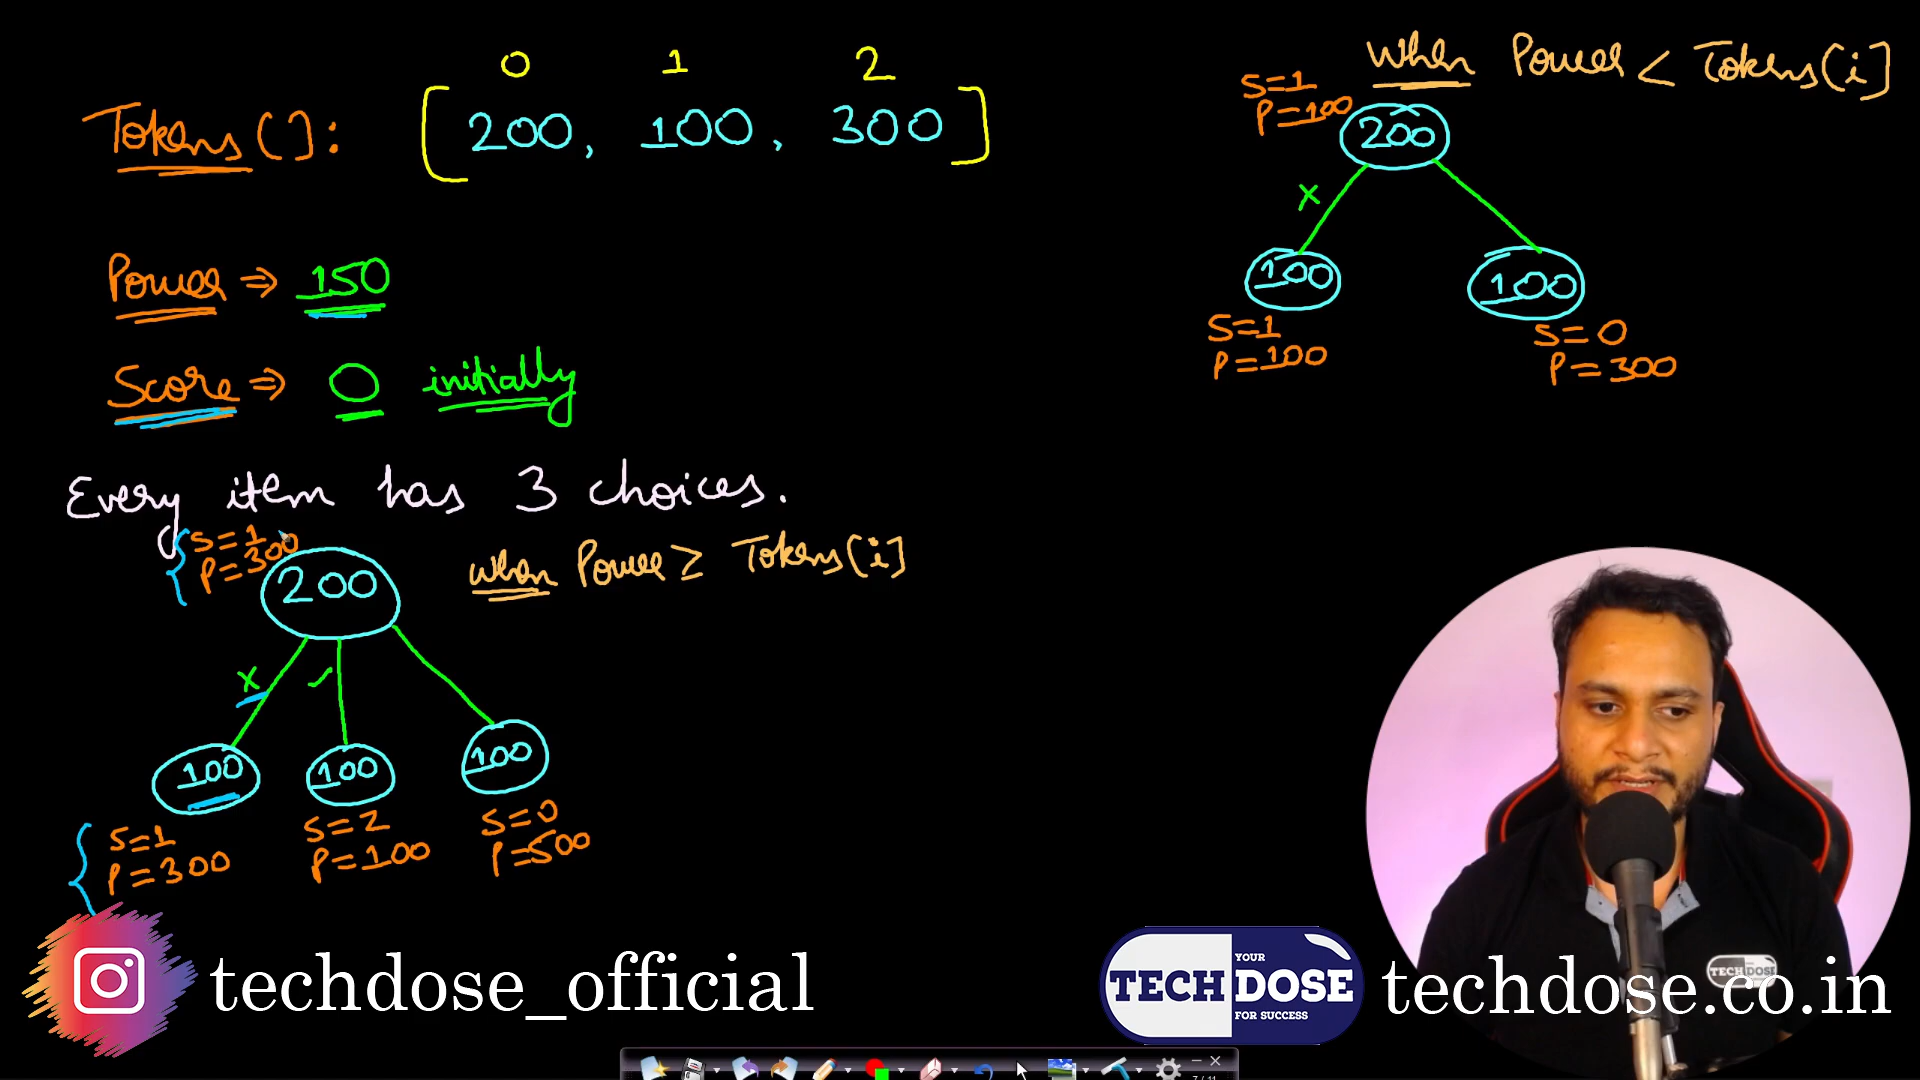 0 1 2
Tokens[]: [200, 100, 300]
Power ⇒ 150
Score ⇒ 0 initially
Every item has 3 choices.
S=1
P=300
200
when Power ≥ Tokens[i]
x ✓
100 100 100
S=1 S=2 S=0
P=300 P=100 P=500
when Power < Tokens[i]
S=1
P=100
200
x
100 100
S=1 S=0
P=100 P=300
techdose_official
YOUR
TECH DOSE
FOR SUCCESS
techdose.co.in
TECH DOSE